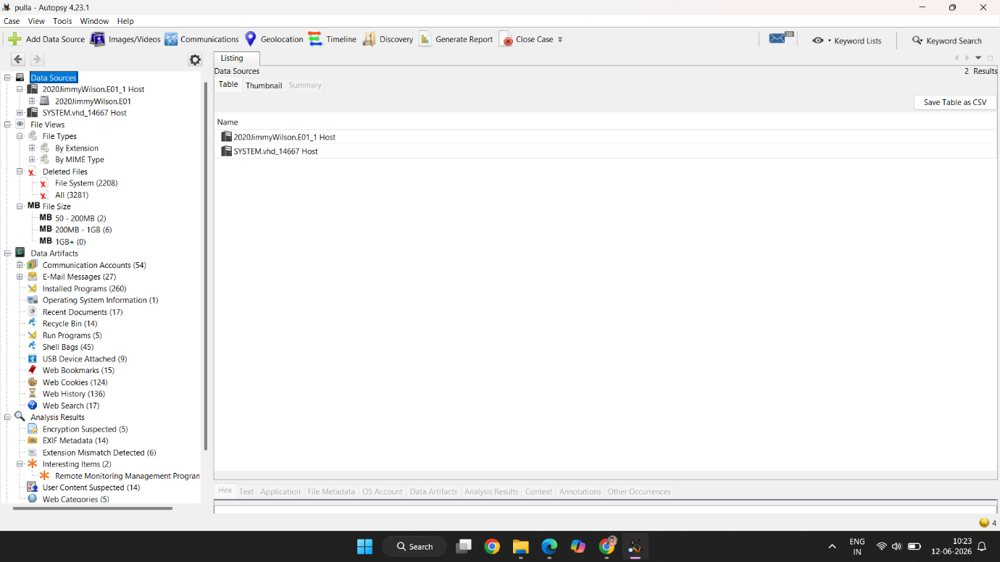 pulla - Autopsy 4.23.1
Case View Tools Window Help
Add Data Source Images/Videos Communications Geolocation Timeline Discovery Generate Report Close Case 38 Keyword Lists Keyword Search
Listing
Data Sources 2 Results
Table Thumbnail Summary
Save Table as CSV
Name
2020JimmyWilson.E01_1 Host
SYSTEM.vhd_14667 Host
Data Sources
2020JimmyWilson.E01_1 Host
2020JimmyWilson.E01
SYSTEM.vhd_14667 Host
File Views
File Types
By Extension
By MIME Type
Deleted Files
File System (2208)
All (3281)
MB File Size
MB 50 - 200MB (2)
MB 200MB - 1GB (6)
MB 1GB+ (0)
Data Artifacts
Communication Accounts (54)
E-Mail Messages (27)
Installed Programs (260)
Operating System Information (1)
Recent Documents (17)
Recycle Bin (14)
Run Programs (5)
Shell Bags (45)
USB Device Attached (9)
Web Bookmarks (15)
Web Cookies (124)
Web History (136)
Web Search (17)
Analysis Results
Encryption Suspected (5)
EXIF Metadata (14)
Extension Mismatch Detected (6)
Interesting Items (2)
Remote Monitoring Management Program
User Content Suspected (14)
Web Categories (5)
Hex Text Application File Metadata OS Account Data Artifacts Analysis Results Context Annotations Other Occurrences
4
Search
ENG
IN
10:23
12-06-2026